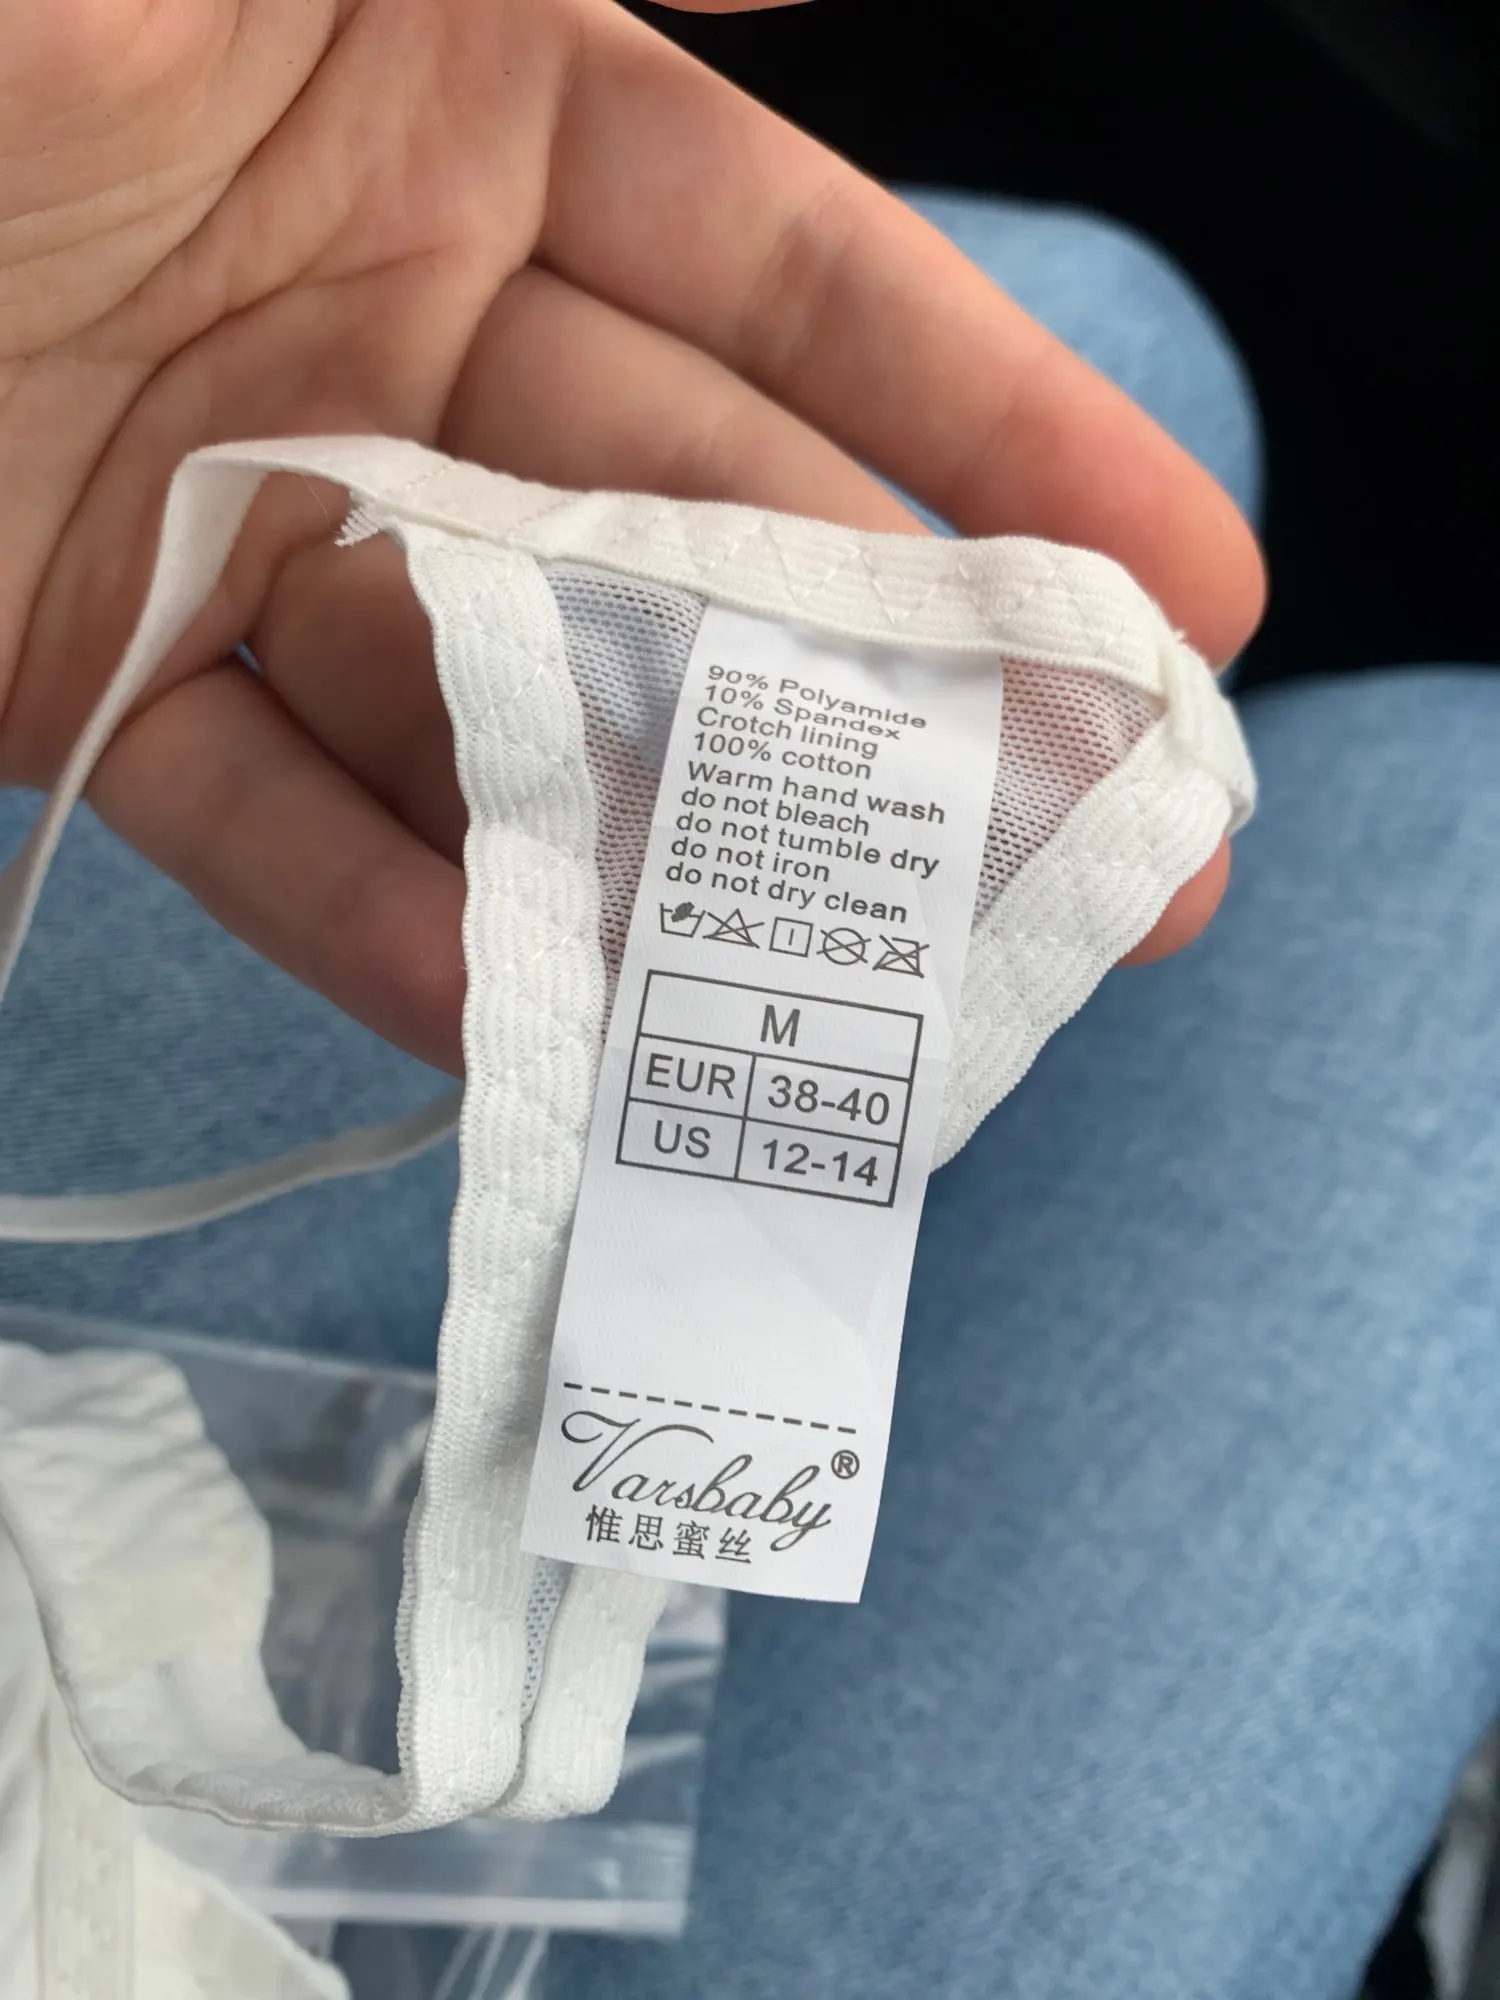 90% Polyamide
10% Spandex
Crotch lining
100% cotton
Warm hand wash
do not bleach
do not tumble dry
do not iron
do not dry clean
M
EUR 38-40
US 12-14
Varsbaby®
惟思蜜丝